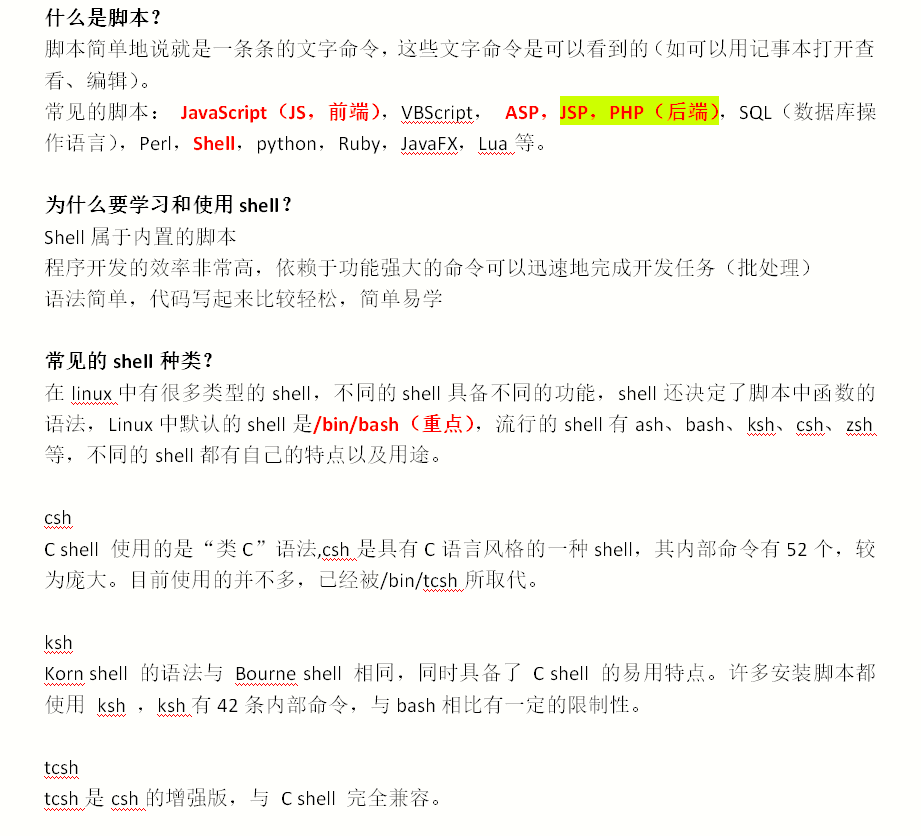 什么是脚本？
脚本简单地说就是一条条的文字命令，这些文字命令是可以看到的（如可以用记事本打开查
看、编辑）。
常见的脚本： JavaScript（JS，前端），VBScript， ASP，JSP，PHP（后端），SQL（数据库操
作语言），Perl，Shell，python，Ruby，JavaFX，Lua 等。
为什么要学习和使用 shell？
Shell 属于内置的脚本
程序开发的效率非常高，依赖于功能强大的命令可以迅速地完成开发任务（批处理）
语法简单，代码写起来比较轻松，简单易学
常见的 shell 种类？
在 linux 中有很多类型的 shell，不同的 shell 具备不同的功能，shell 还决定了脚本中函数的
语法，Linux 中默认的 shell 是/bin/bash（重点），流行的 shell 有 ash、bash、ksh、csh、zsh
等，不同的 shell 都有自己的特点以及用途。
csh
C shell 使用的是“类 C”语法,csh 是具有 C 语言风格的一种 shell，其内部命令有 52 个，较
为庞大。目前使用的并不多，已经被/bin/tcsh 所取代。
ksh
Korn shell 的语法与 Bourne shell 相同，同时具备了 C shell 的易用特点。许多安装脚本都
使用 ksh ，ksh 有 42 条内部命令，与 bash 相比有一定的限制性。
tcsh
tcsh 是 csh 的增强版，与 C shell 完全兼容。